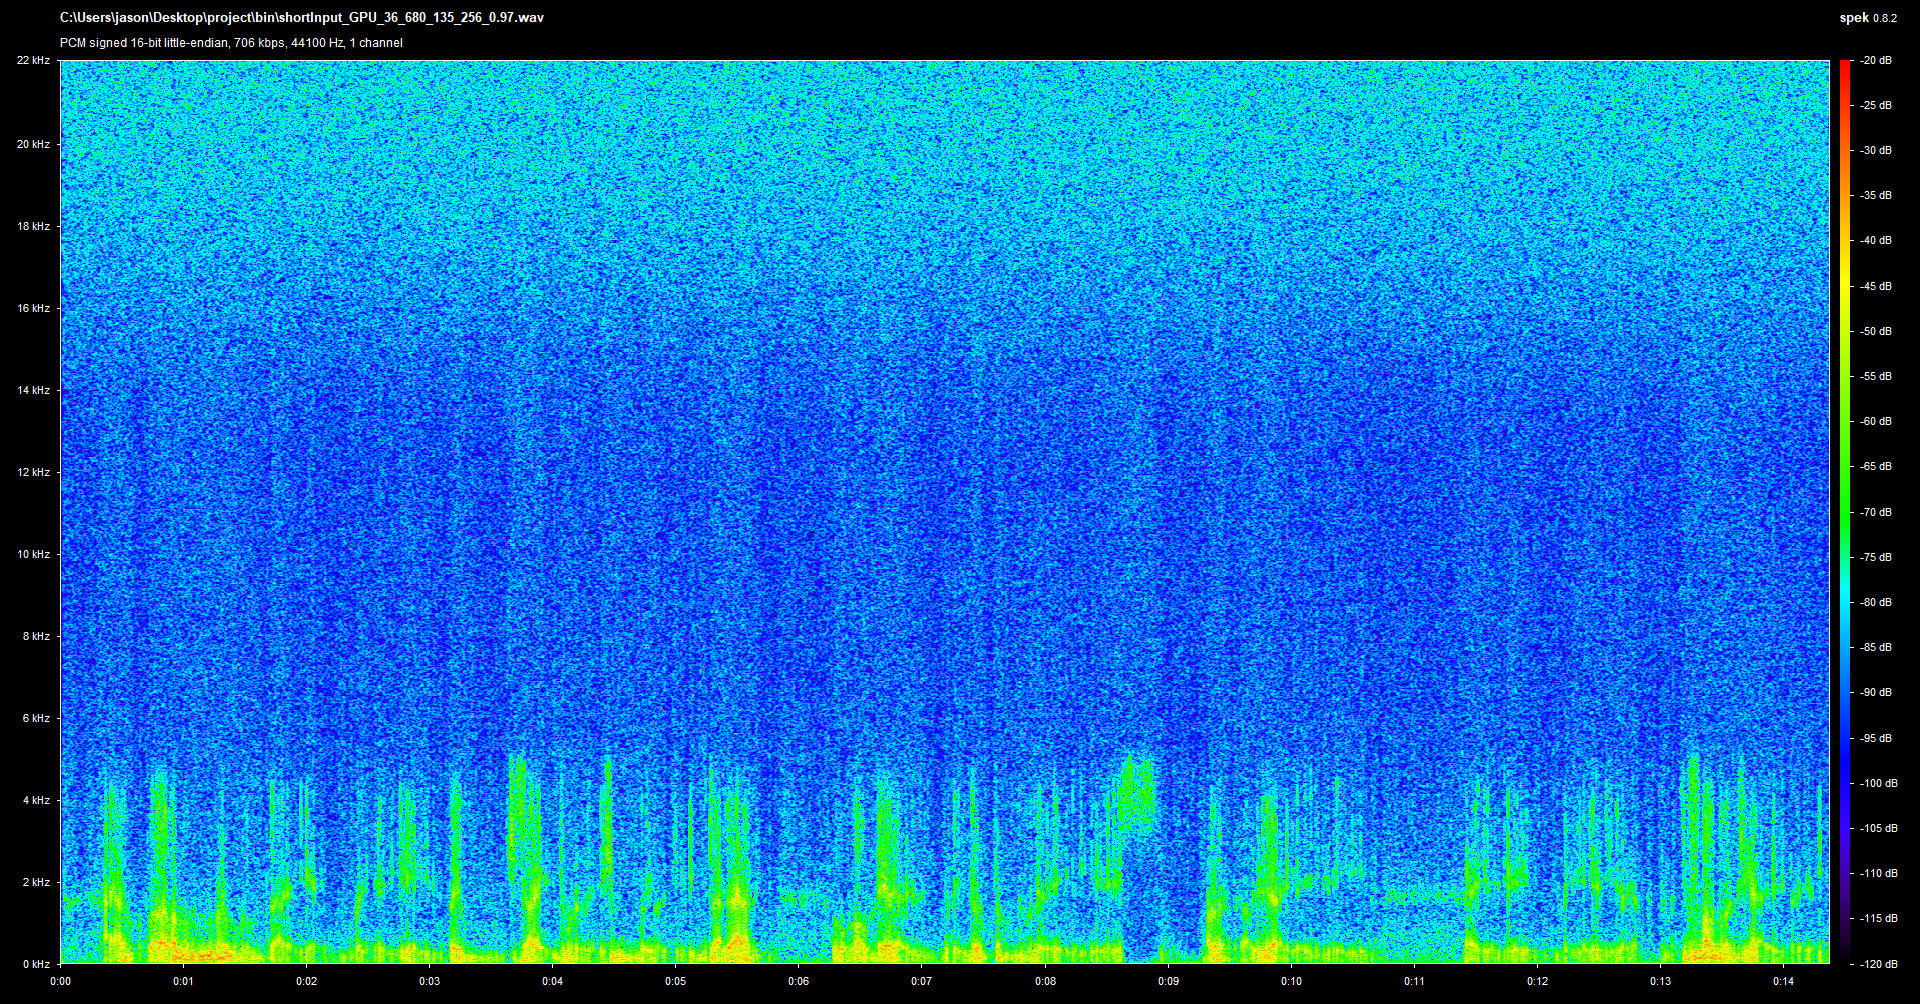 C:\Users\jason\Desktop\project\bin\shortInput_GPU_36_680_135_256_0.97.wav
spek 0.8.2
PCM signed 16-bit little-endian, 706 kbps, 44100 Hz, 1 channel
22 kHz
20 kHz
18 kHz
16 kHz
14 kHz
12 kHz
10 kHz
8 kHz
6 kHz
4 kHz
2 kHz
0 kHz
-20 dB
-25 dB
-30 dB
-35 dB
-40 dB
-45 dB
-50 dB
-55 dB
-60 dB
-65 dB
-70 dB
-75 dB
-80 dB
-85 dB
-90 dB
-95 dB
-100 dB
-105 dB
-110 dB
-115 dB
-120 dB
0:00 0:01 0:02 0:03 0:04 0:05 0:06 0:07 0:08 0:09 0:10 0:11 0:12 0:13 0:14